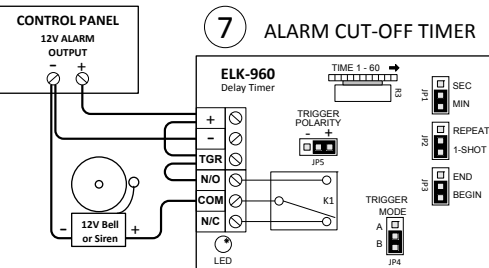 CONTROL PANEL
12V ALARM
OUTPUT
- +
7 ALARM CUT-OFF TIMER
ELK-960
Delay Timer
TIME 1 - 60
R3
TRIGGER
POLARITY
- +
JP5
+
-
TGR
N/O
COM
N/C
LED
K1
JP1
SEC
MIN
JP2
REPEAT
1-SHOT
JP3
END
BEGIN
TRIGGER
MODE
A
B
JP4
- 12V Bell +
or Siren